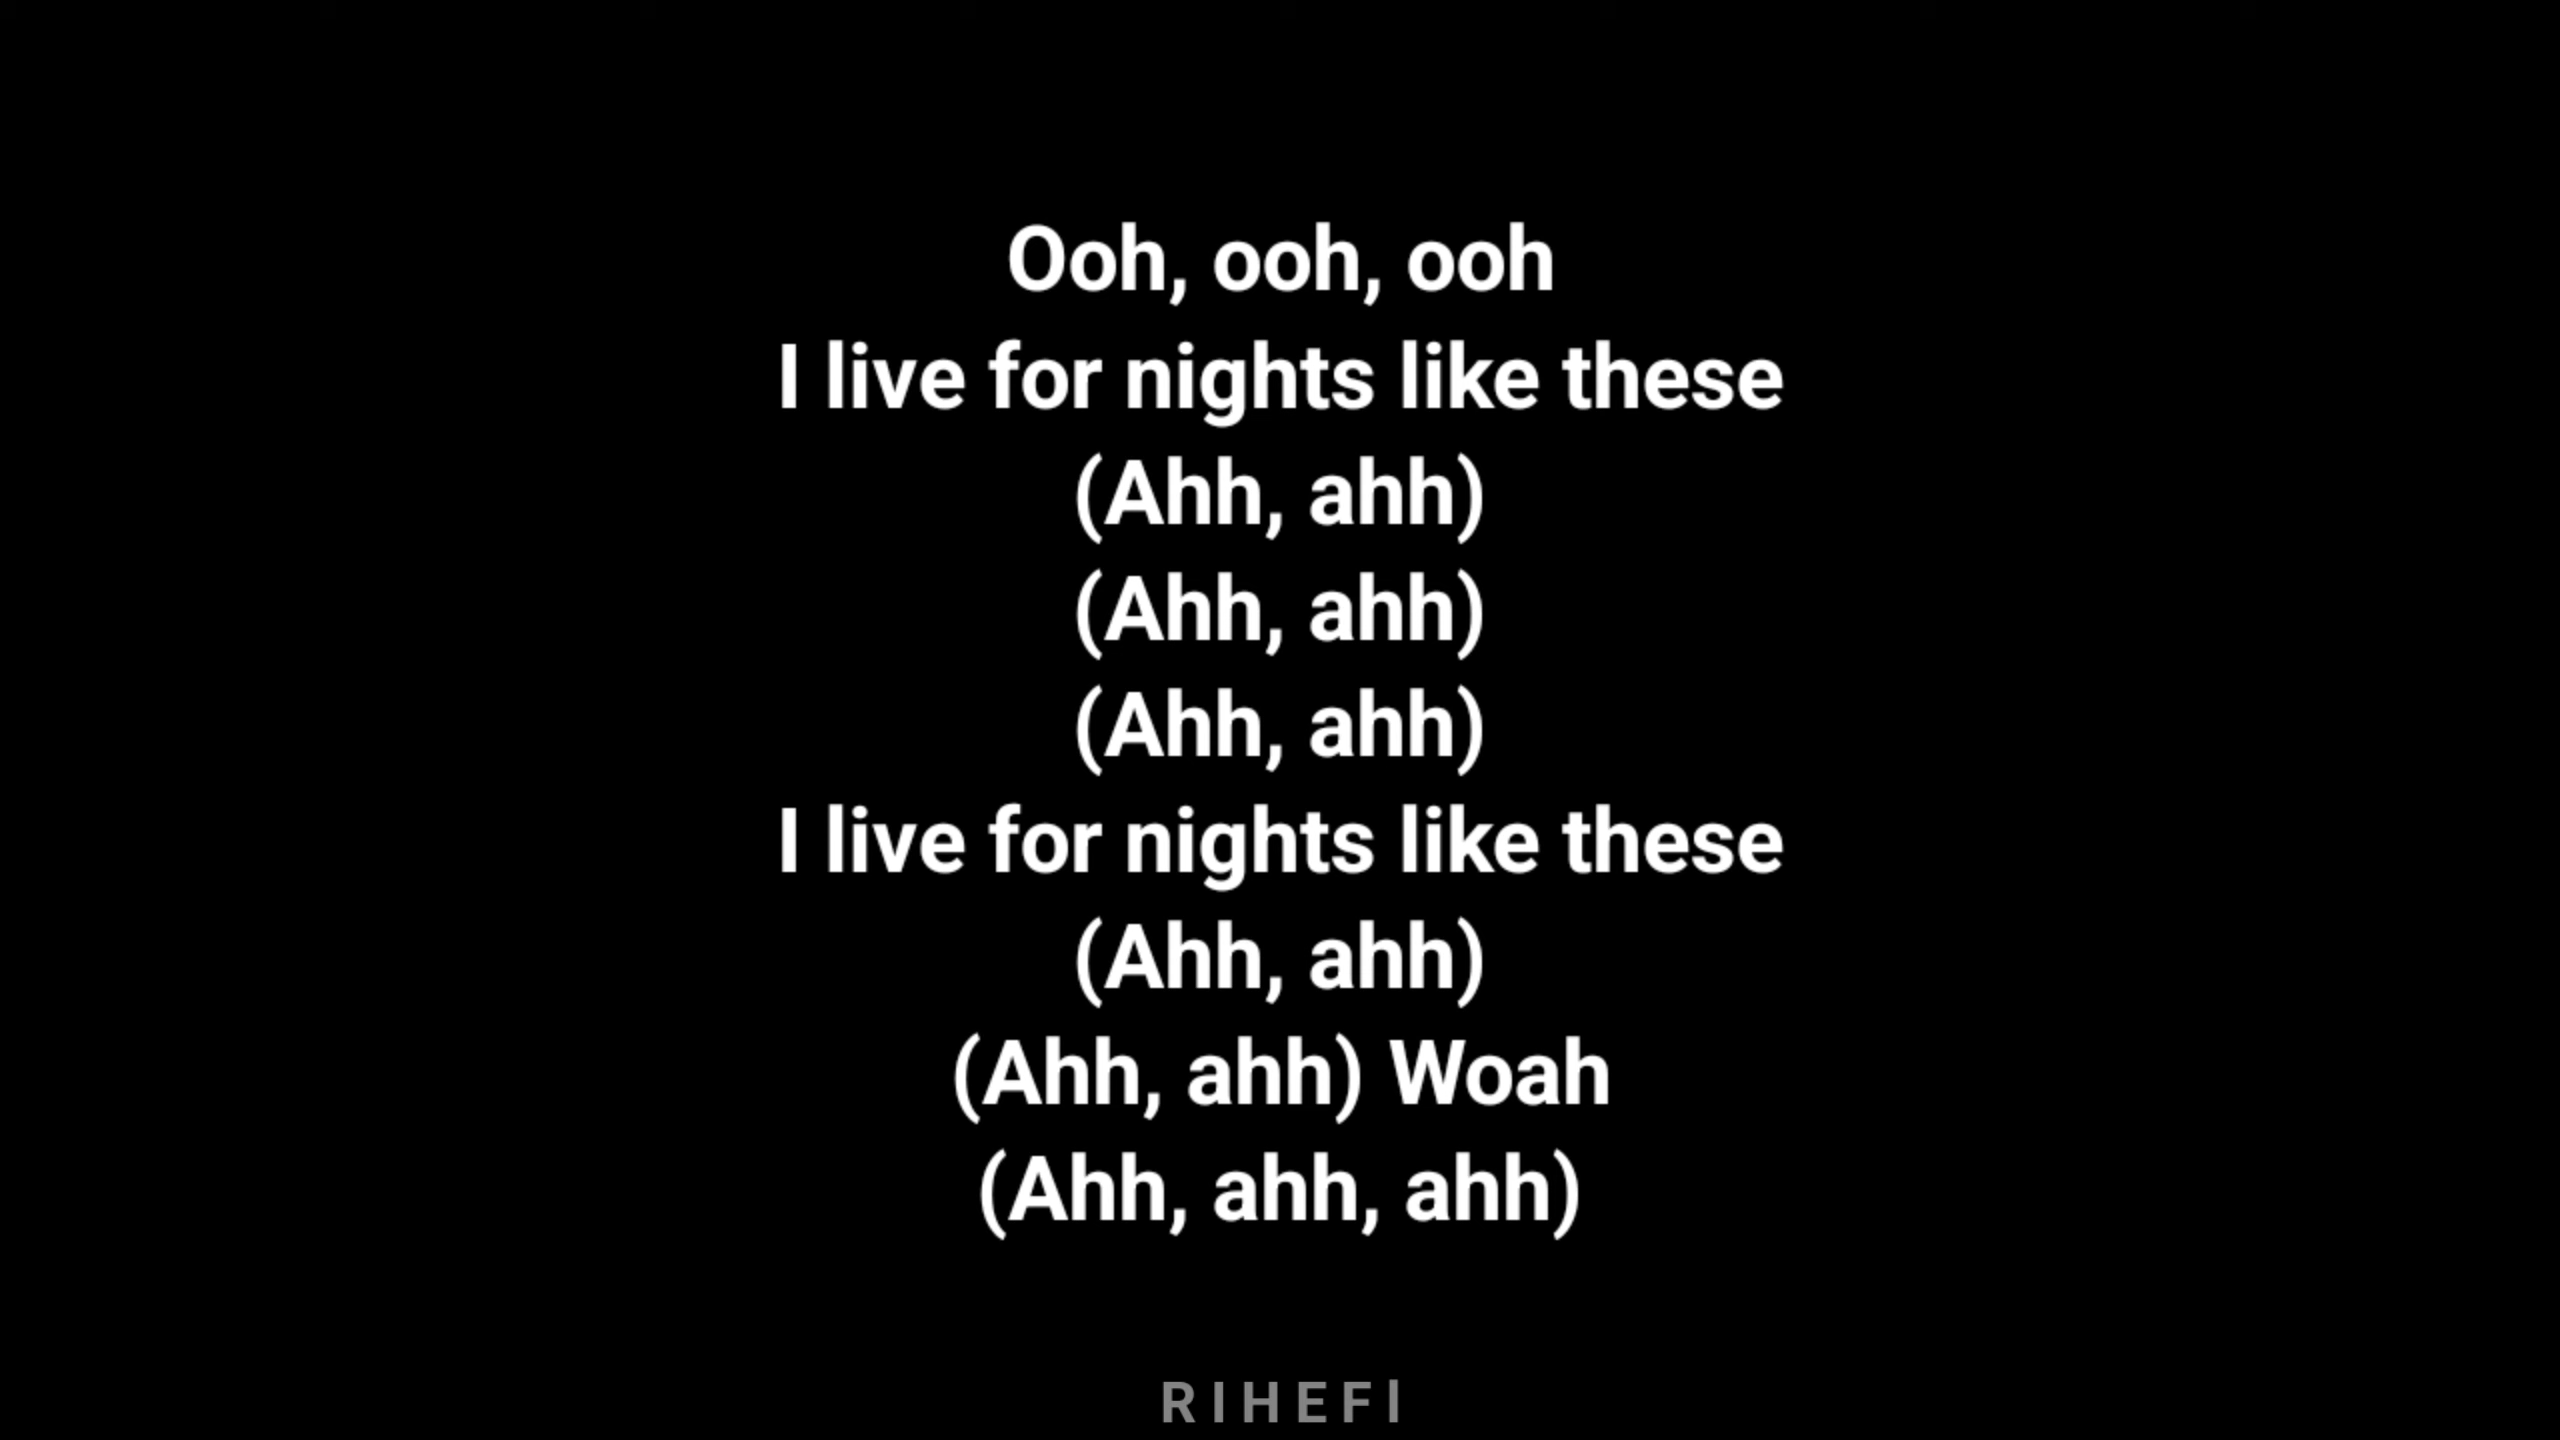 Ooh, ooh, ooh
I live for nights like these
(Ahh, ahh)
(Ahh, ahh)
(Ahh, ahh)
I live for nights like these
(Ahh, ahh)
(Ahh, ahh) Woah
(Ahh, ahh, ahh)
RIHEFl